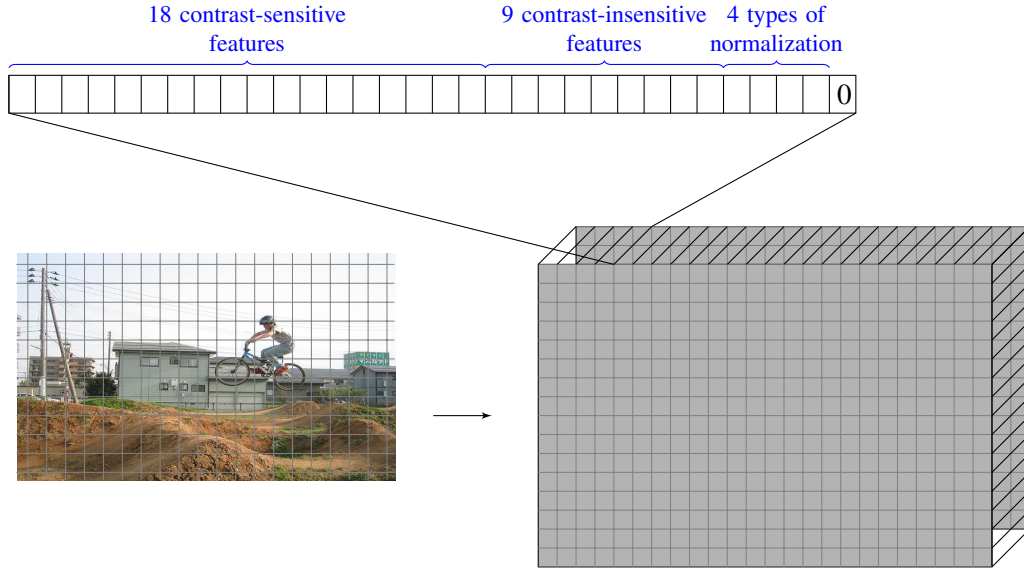 18 contrast-sensitive
features
9 contrast-insensitive
features
4 types of
normalization
0